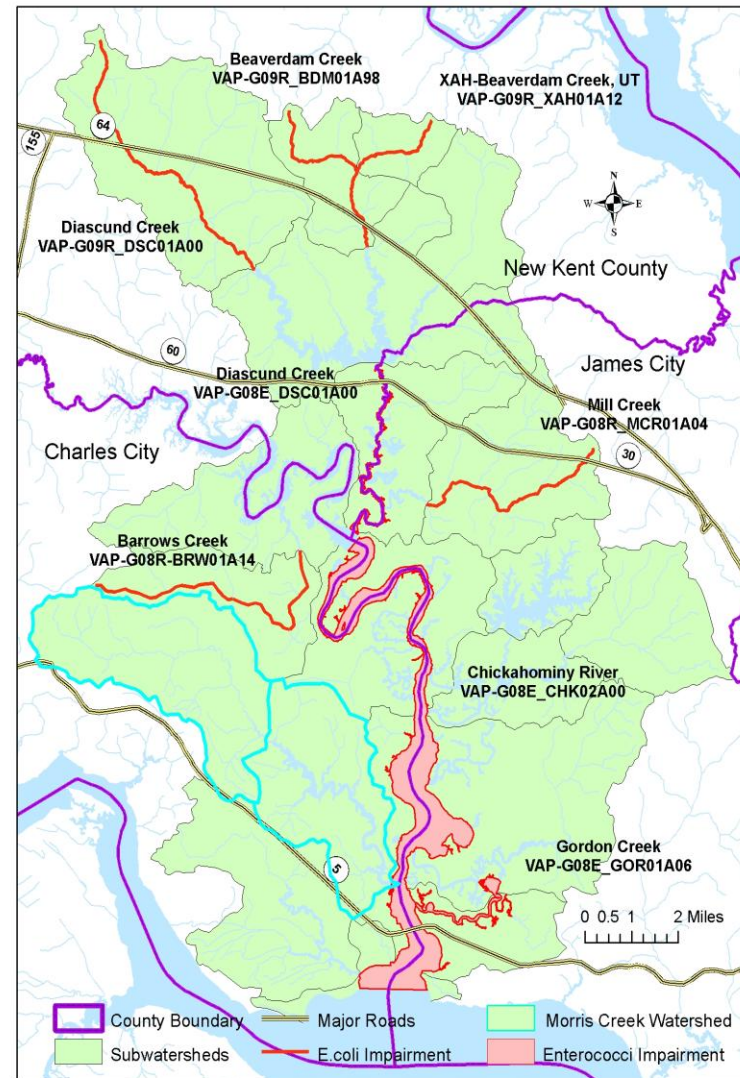 Beaverdam Creek
VAP-G09R_BDM01A98
XAH-Beaverdam Creek, UT
VAP-G09R_XAH01A12
155
64
N
W E
S
Diascund Creek
VAP-G09R_DSC01A00
New Kent County
60
Diascund Creek
VAP-G08E_DSC01A00
James City
Mill Creek
VAP-G08R_MCR01A04
Charles City
30
Barrows Creek
VAP-G08R-BRW01A14
Chickahominy River
VAP-G08E_CHK02A00
5
Gordon Creek
VAP-G08E_GOR01A06
0 0.5 1 2 Miles
County Boundary Major Roads Morris Creek Watershed
Subwatersheds E.coli Impairment Enterococci Impairment